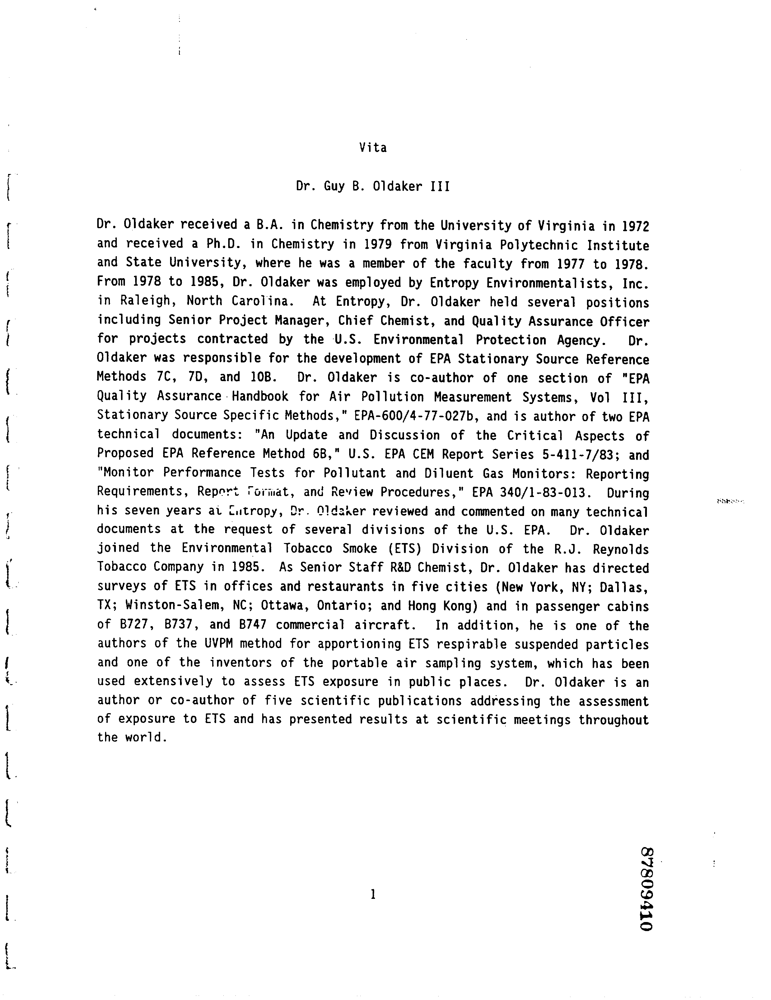 Vita
Dr. Guy B. Oldaker III
Dr. Oldaker received a B.A. in Chemistry from the University of Virginia in 1972
and received a Ph.D. in Chemistry in 1979 from Virginia Polytechnic Institute
and State University, where he was a member of the faculty from 1977 to 1978.
From 1978 to 1985, Dr. Oldaker was employed by Entropy Environmentalists, Inc.
in Raleigh, North Carolina. At Entropy, Dr. Oldaker held several positions
including Senior Project Manager, Chief Chemist, and Quality Assurance Officer
for projects contracted by the U.S. Environmental Protection Agency. Dr.
Oldaker was responsible for the development of EPA Stationary Source Reference
Methods 7C, 7D, and 10B. Dr. Oldaker is co-author of one section of "EPA
Quality Assurance Handbook for Air Pollution Measurement Systems, Vol III,
Stationary Source Specific Methods," EPA-600/4-77-027b, and is author of two EPA
technical documents: "An Update and Discussion of the Critical Aspects of
Proposed EPA Reference Method 6B," U.S. EPA CEM Report Series 5-411-7/83; and
"Monitor Performance Tests for Pollutant and Diluent Gas Monitors: Reporting
Requirements, Report Format, and Review Procedures," EPA 340/1-83-013. During
his seven years at Entropy, Dr. Oldaker reviewed and commented on many technical
documents at the request of several divisions of the U.S. EPA. Dr. Oldaker
joined the Environmental Tobacco Smoke (ETS) Division of the R.J. Reynolds
Tobacco Company in 1985. As Senior Staff R&D Chemist, Dr. Oldaker has directed
surveys of ETS in offices and restaurants in five cities (New York, NY; Dallas,
TX; Winston-Salem, NC; Ottawa, Ontario; and Hong Kong) and in passenger cabins
of B727, B737, and B747 commercial aircraft. In addition, he is one of the
authors of the UVPM method for apportioning ETS respirable suspended particles
and one of the inventors of the portable air sampling system, which has been
used extensively to assess ETS exposure in public places. Dr. Oldaker is an
author or co-author of five scientific publications addressing the assessment
of exposure to ETS and has presented results at scientific meetings throughout
the world.
1
87809410